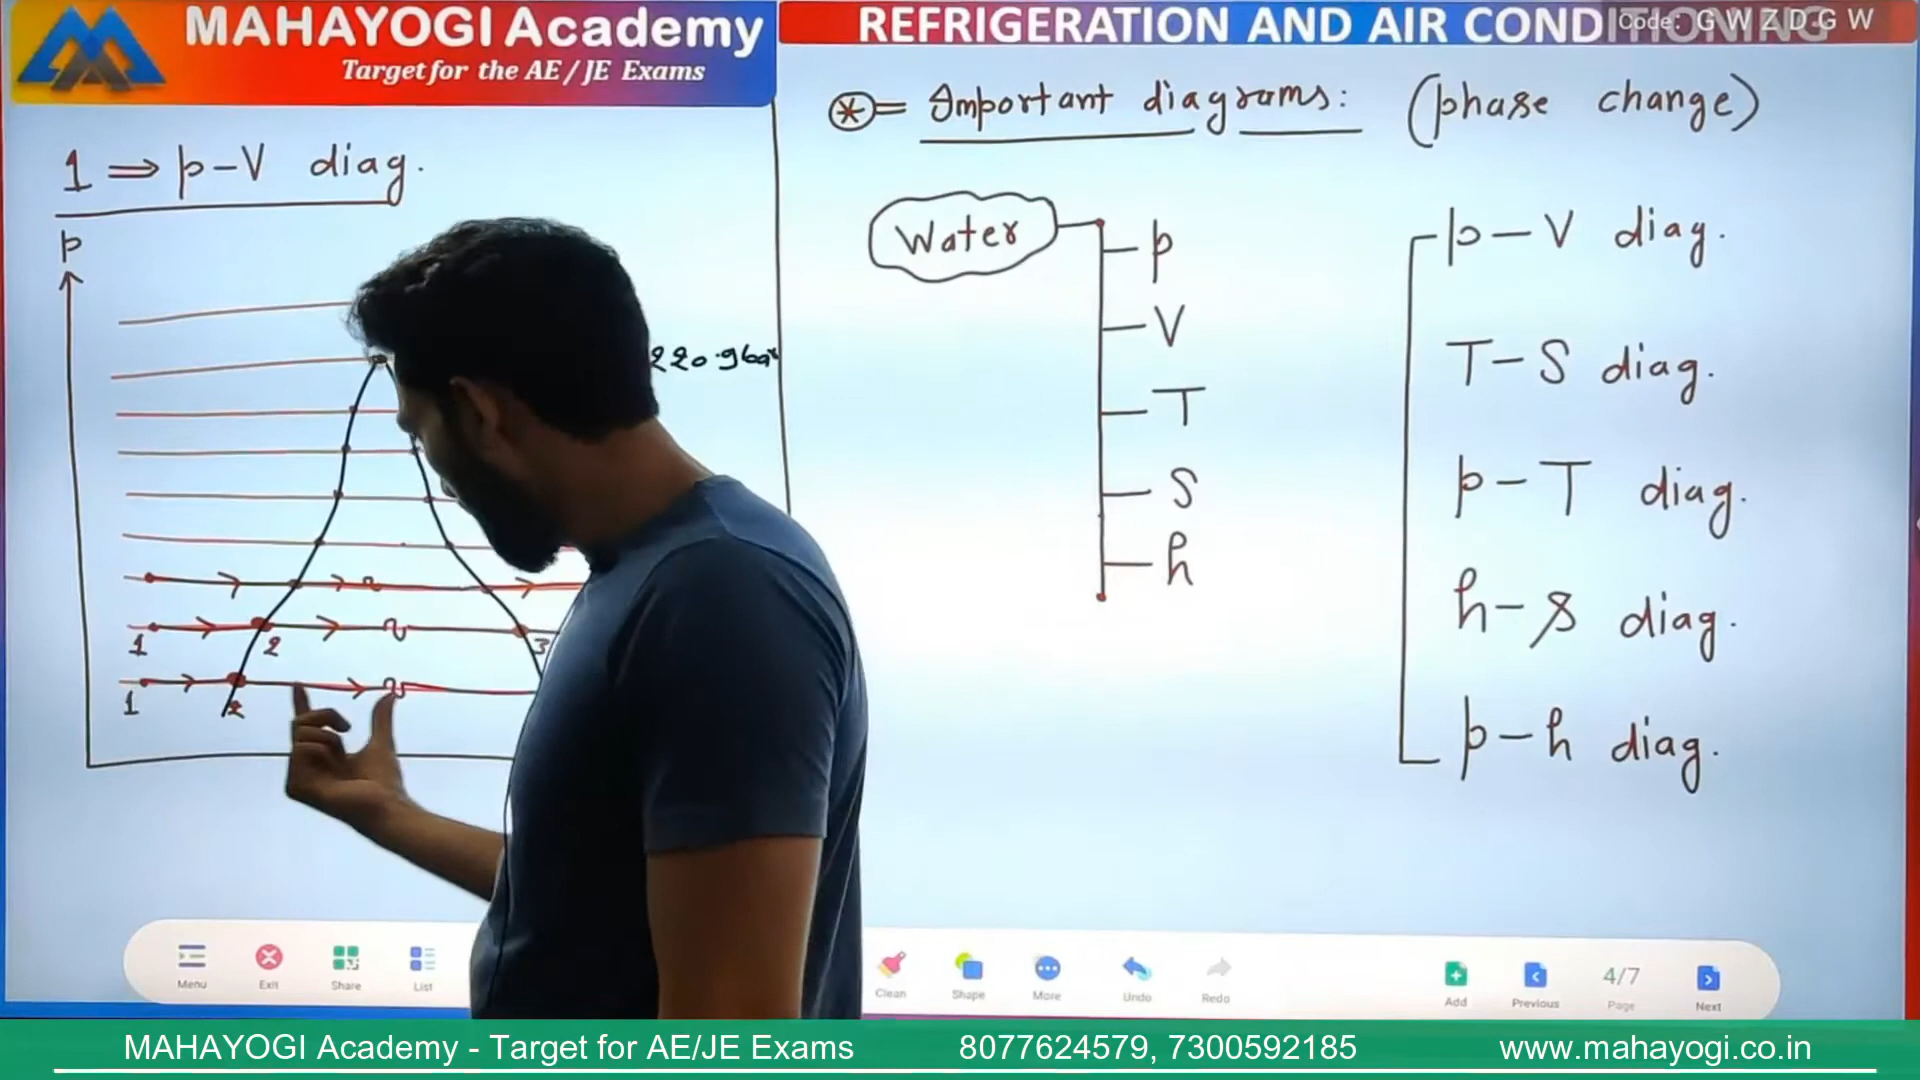 MAHAYOGI Academy
Target for the AE / JE Exams
REFRIGERATION AND AIR CONDITIONING
Code: G W Z D G W
⊛= Important diagrams: (phase change)
1 ⇒ p-V diag.
p
220.9bar
1 2 3
1 2
Water
p
V
T
S
h
p-V diag.
T-S diag.
p-T diag.
h-s diag.
p-h diag.
Menu
Exit
Share
List
Clean
Shape
More
Undo
Redo
Add
Previous
4/7
Page
Next
MAHAYOGI Academy - Target for AE/JE Exams 8077624579, 7300592185 www.mahayogi.co.in